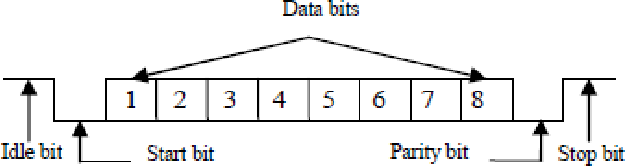 Data bits
1 2 3 4 5 6 7 8
Idle bit Start bit Parity bit Stop bit